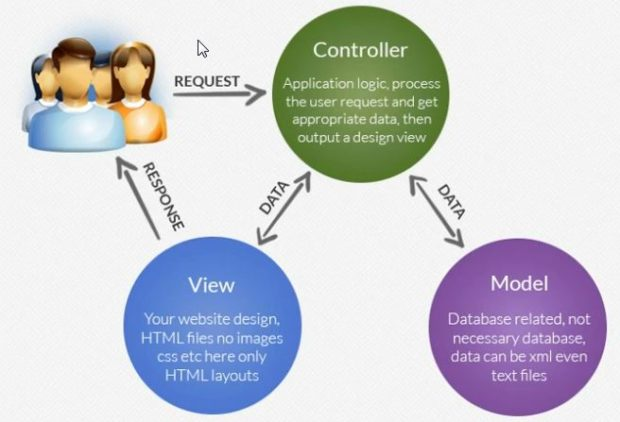 Controller
REQUEST
Application logic, process
the user request and get
appropriate data, then
output a design view
RESPONSE
DATA
DATA
View
Your website design,
HTML files no images
css etc here only
HTML layouts
Model
Database related, not
necessary database,
data can be xml even
text files